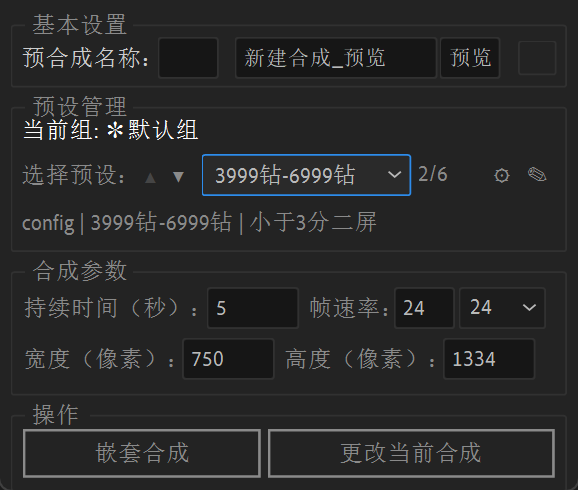 基本设置
预合成名称: 新建合成_预览 预览
预设管理
当前组: ✻默认组
选择预设: ▲ ▼ 3999钻-6999钻 2/6
config | 3999钻-6999钻 | 小于3分二屏
合成参数
持续时间（秒）: 5 帧速率: 24 24
宽度（像素）: 750 高度（像素）: 1334
操作
嵌套合成 更改当前合成